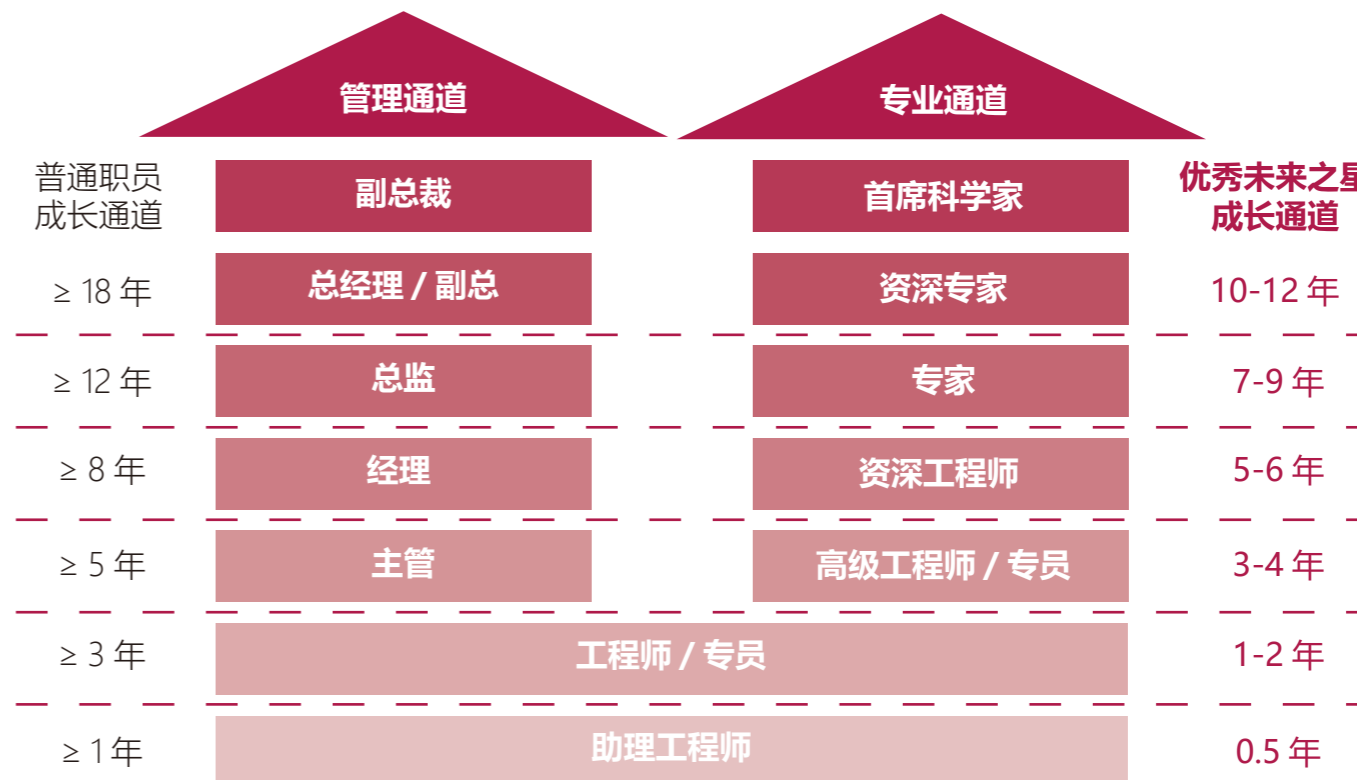 管理通道
专业通道
普通职员
成长通道
副总裁
首席科学家
优秀未来之星
成长通道
≥ 18 年
总经理 / 副总
资深专家
10-12 年
≥ 12 年
总监
专家
7-9 年
≥ 8 年
经理
资深工程师
5-6 年
≥ 5 年
主管
高级工程师 / 专员
3-4 年
≥ 3 年
工程师 / 专员
1-2 年
≥ 1 年
助理工程师
0.5 年